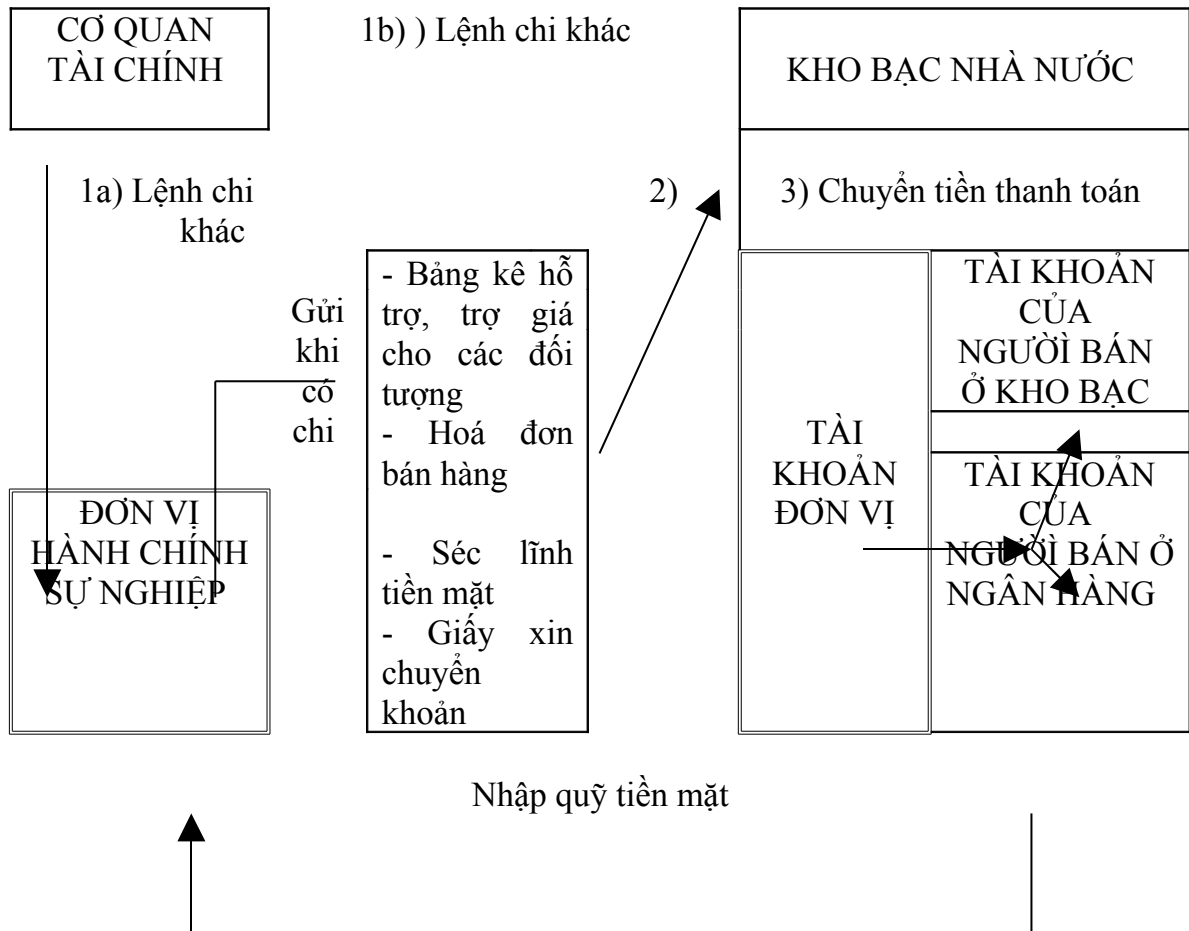 CƠ QUAN
TÀI CHÍNH
1b) ) Lệnh chi khác
KHO BẠC NHÀ NƯỚC
1a) Lệnh chi
khác
2)
3) Chuyển tiền thanh toán
Gửi
khi
có
chi
- Bảng kê hỗ
trợ, trợ giá
cho các đối
tượng
- Hoá đơn
bán hàng
- Séc lĩnh
tiền mặt
- Giấy xin
chuyển
khoản
TÀI
KHOẢN
ĐƠN VỊ
TÀI KHOẢN
CỦA
NGƯỜÌ BÁN
Ở KHO BẠC
TÀI KHOẢN
CỦA
NGƯỜÌ BÁN Ở
NGÂN HÀNG
ĐƠN VỊ
HÀNH CHÍNH
SỰ NGHIỆP
Nhập quỹ tiền mặt